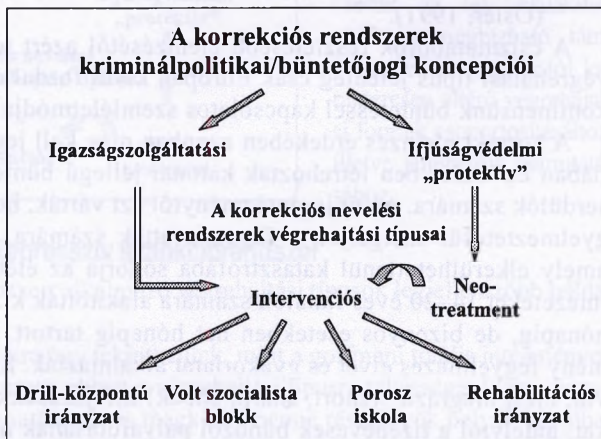 A korrekciós rendszerek
kriminálpolitikai/büntetőjogi koncepciói
Igazságszolgáltatási
Ifjúságvédelmi
„protektív”
A korrekciós nevelési
rendszerek végrehajtási típusai
Intervenciós
Neo-
treatment
Drill-központú
irányzat
Volt szocialista
blokk
Porosz
iskola
Rehabilitációs
irányzat